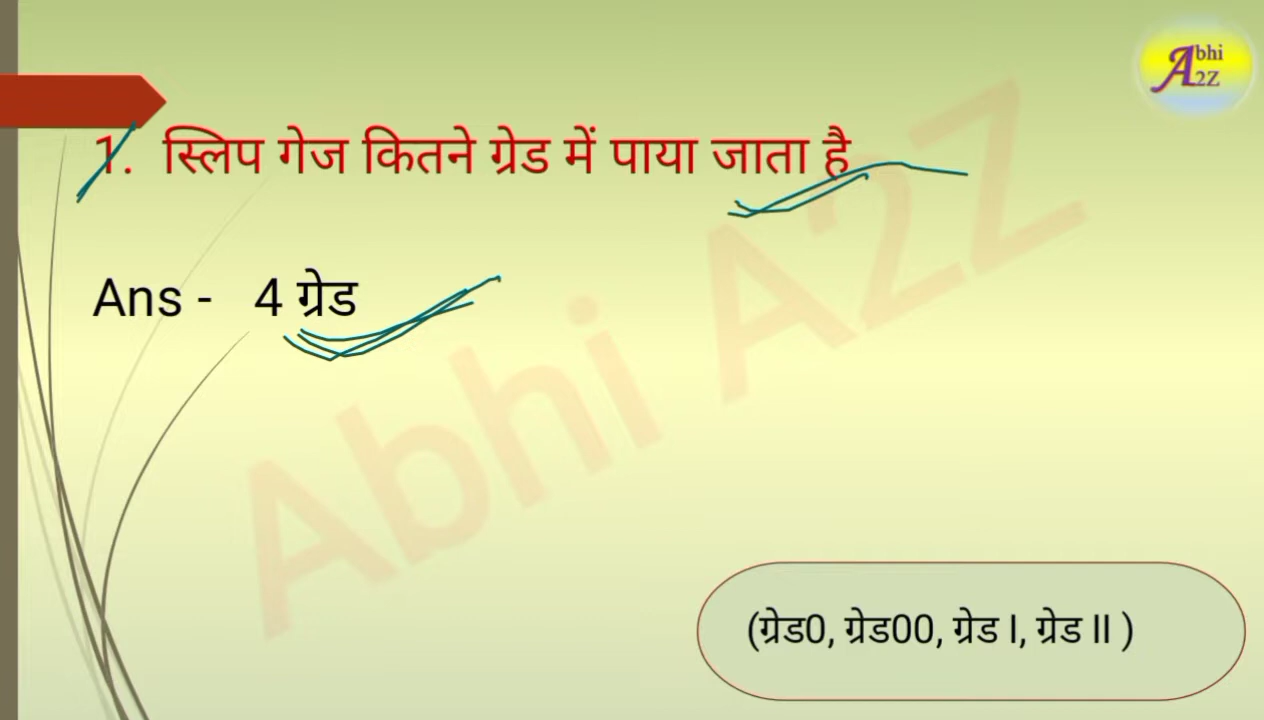 Abhi
A2Z
1. स्लिप गेज कितने ग्रेड में पाया जाता है
Ans - 4 ग्रेड
Abhi A2Z
(ग्रेड0, ग्रेड00, ग्रेड I, ग्रेड II )